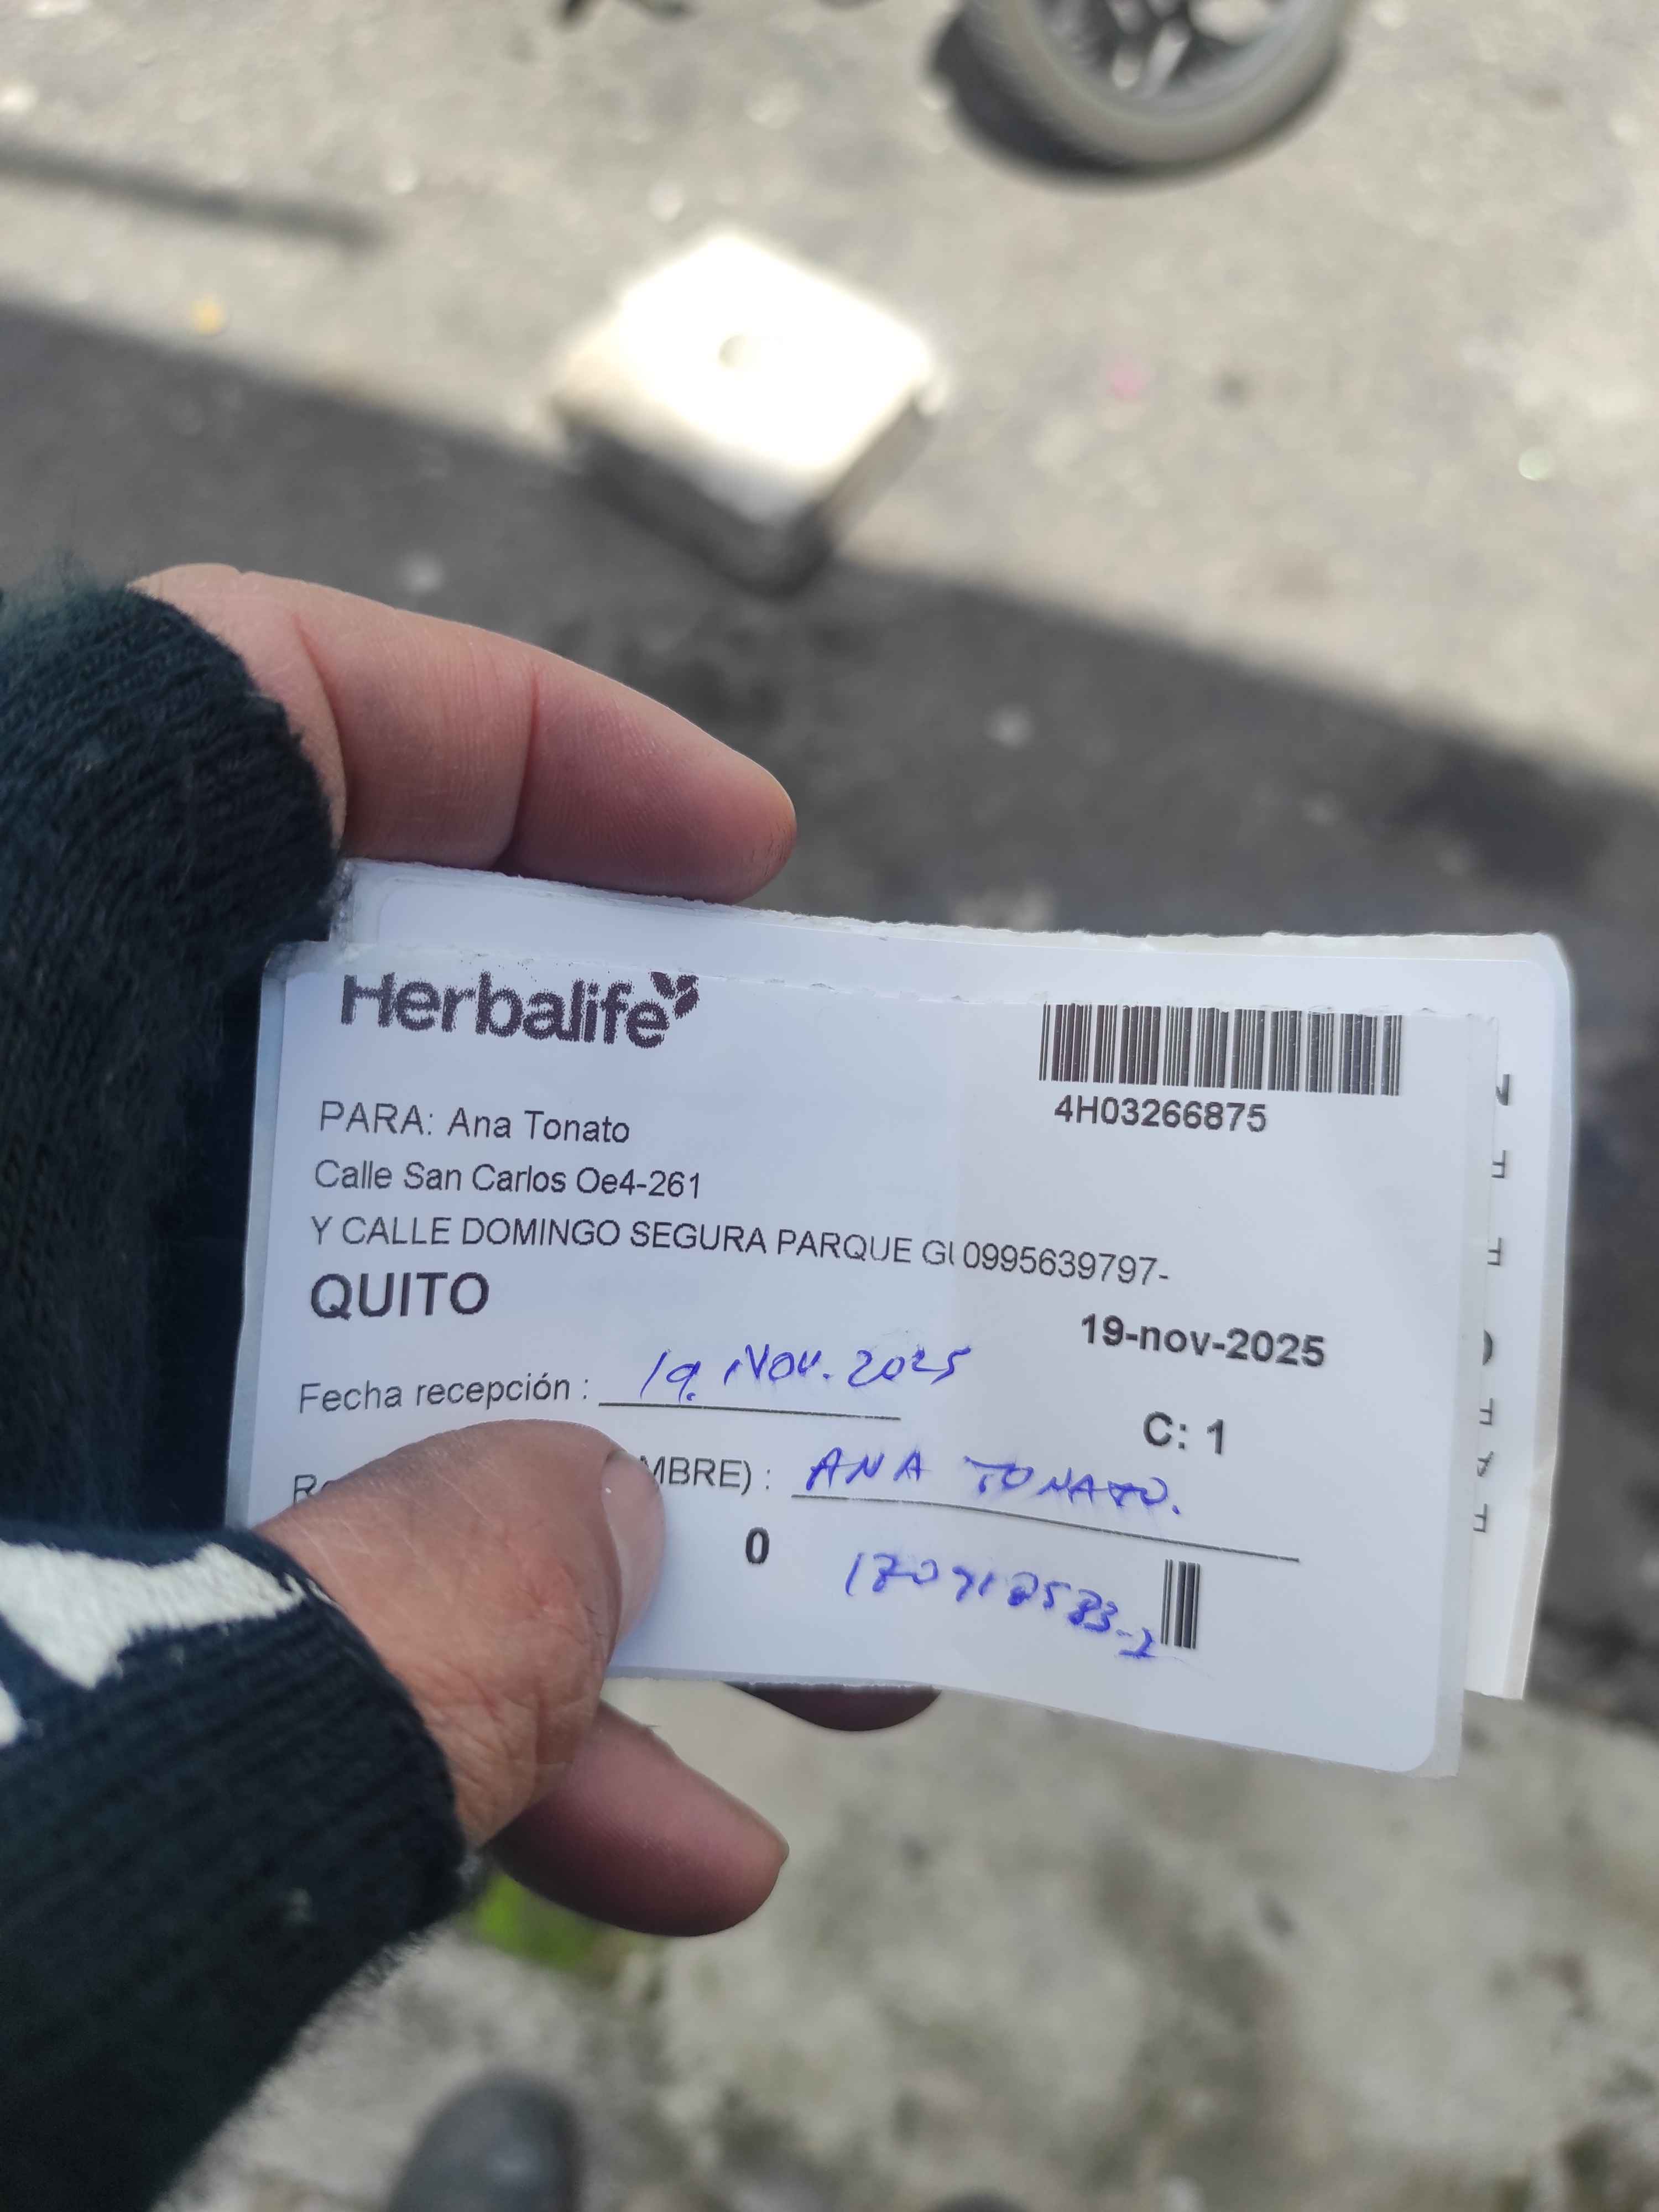 Herbalife
4H03266875
PARA: Ana Tonato
Calle San Carlos Oe4-261
Y CALLE DOMINGO SEGURA PARQUE GU 0995639797-
QUITO
19-nov-2025
Fecha recepción : 19. Nov. 2025
C: 1
MBRE) : ANA TONATO.
0